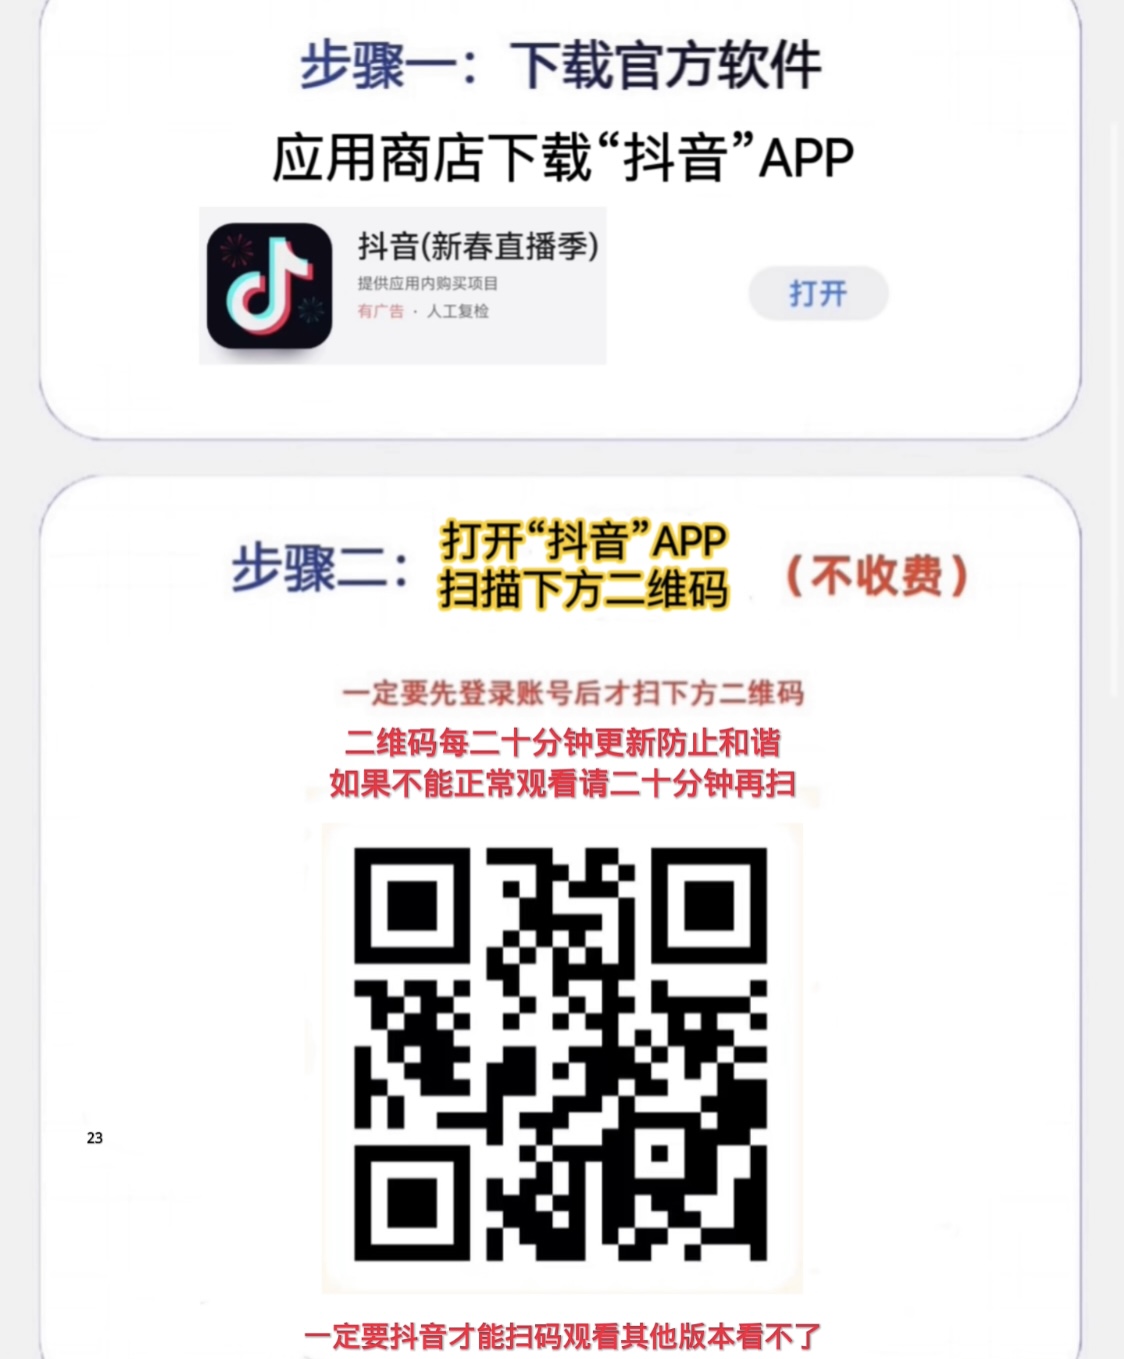 步骤一：下载官方软件
应用商店下载“抖音”APP
抖音(新春直播季)
提供应用内购买项目
有广告 · 人工复检
打开
步骤二：
打开“抖音”APP
扫描下方二维码
（不收费）
一定要先登录账号后才扫下方二维码
二维码每二十分钟更新防止和谐
如果不能正常观看请二十分钟再扫
23
一定要抖音才能扫码观看其他版本看不了